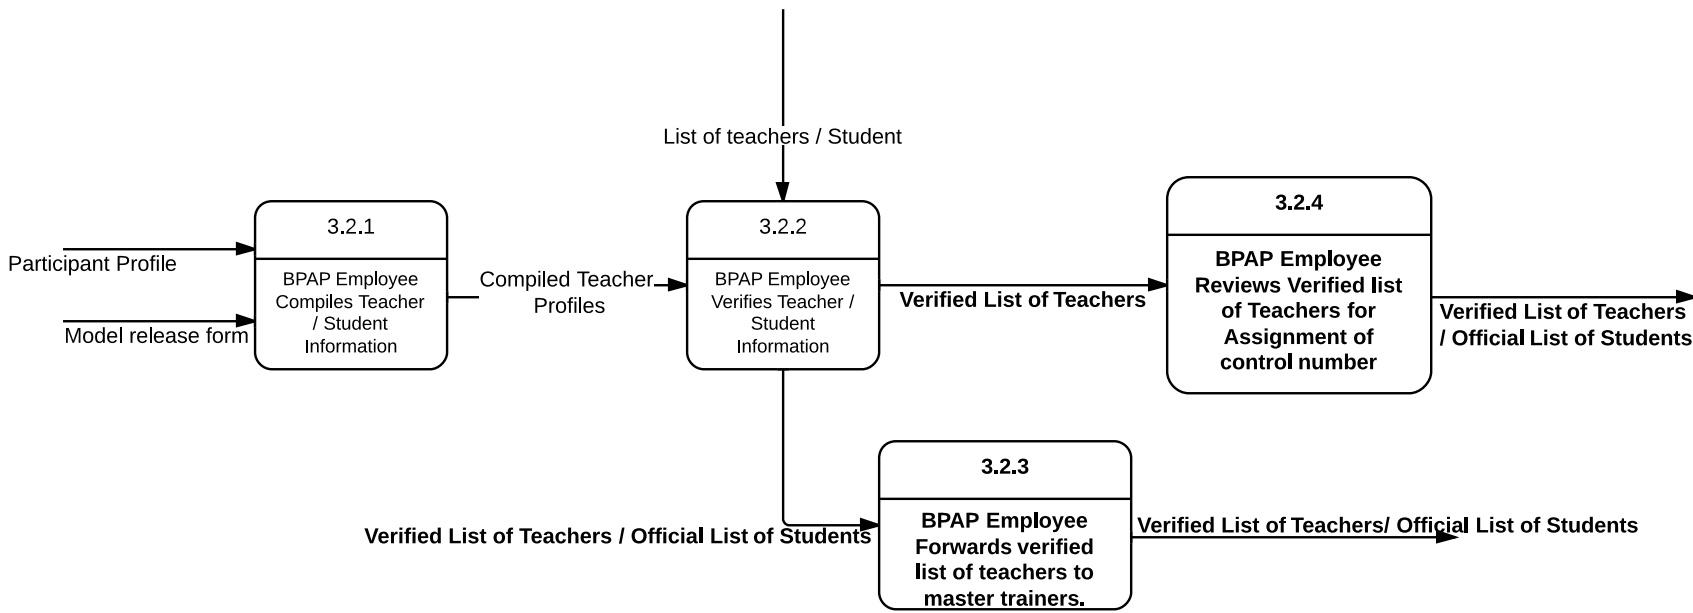 List of teachers / Student
Participant Profile
Model release form
3.2.1
BPAP Employee
Compiles Teacher
/ Student
Information
Compiled Teacher
Profiles
3.2.2
BPAP Employee
Verifies Teacher /
Student
Information
Verified List of Teachers
3.2.4
BPAP Employee
Reviews Verified list
of Teachers for
Assignment of
control number
Verified List of Teachers
/ Official List of Students
Verified List of Teachers / Official List of Students
3.2.3
BPAP Employee
Forwards verified
list of teachers to
master trainers.
Verified List of Teachers/ Official List of Students